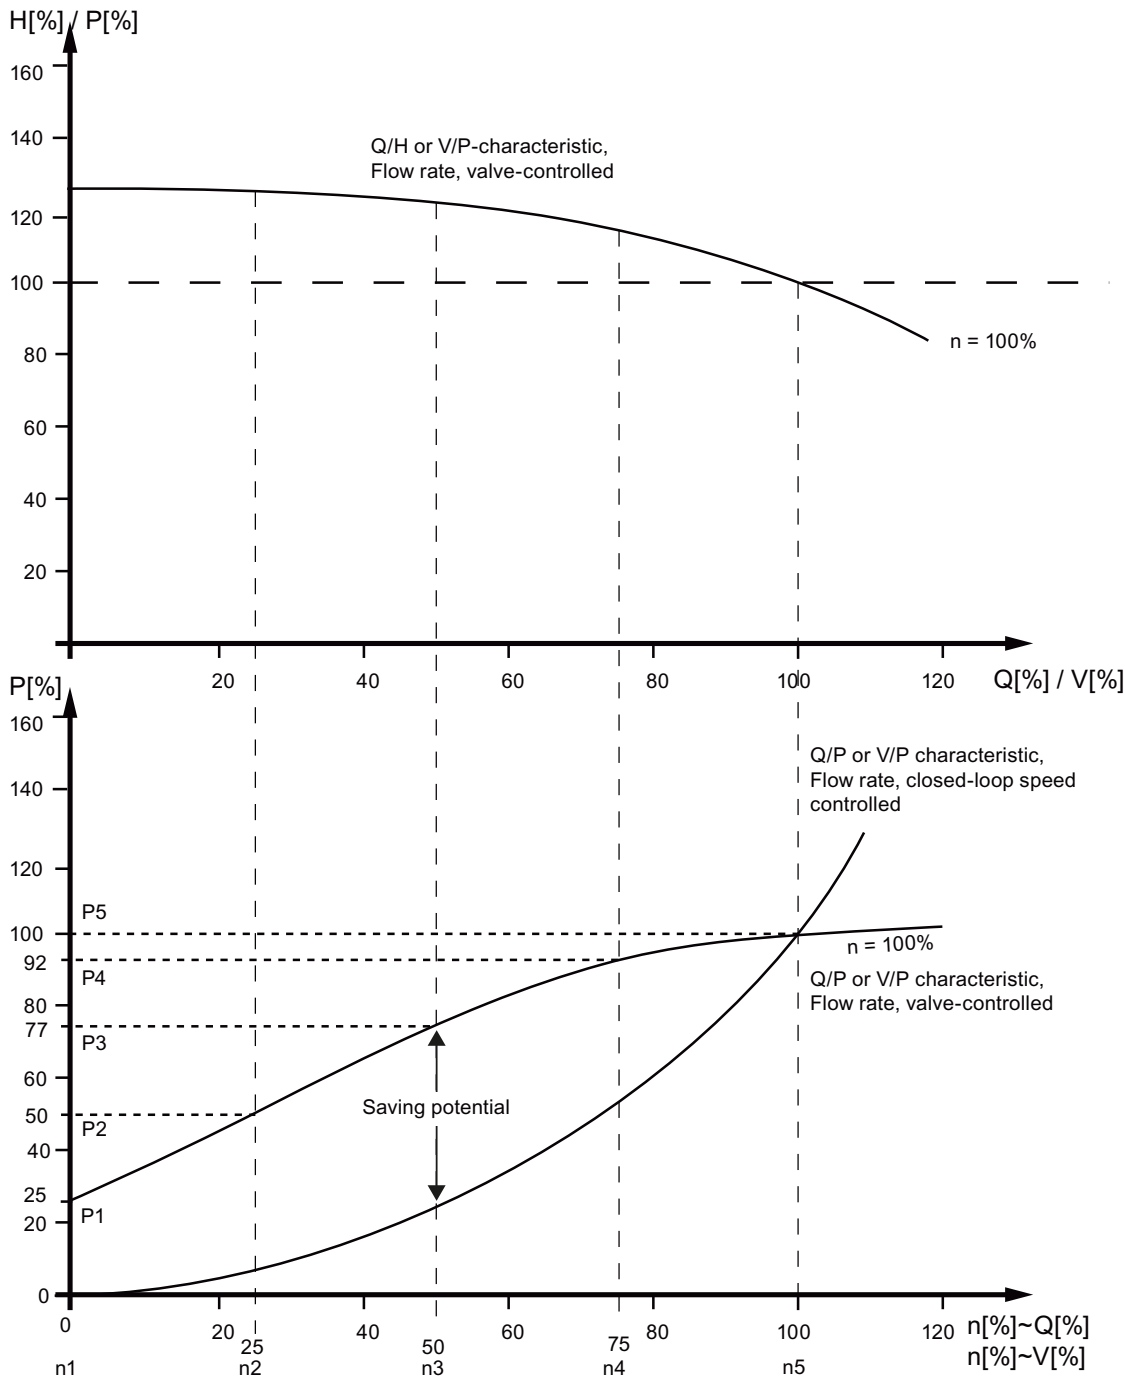 H[%] / P[%]
160
140
Q/H or V/P-characteristic,
Flow rate, valve-controlled
120
100
80
n = 100%
60
40
20
20
40
60
80
100
120
Q[%] / V[%]
P[%]
160
140
120
P5
100
92
P4
80
77
P3
60
50
P2
40
25
P1
20
0
Q/P or V/P characteristic,
Flow rate, closed-loop speed
controlled
n = 100%
Q/P or V/P characteristic,
Flow rate, valve-controlled
Saving potential
0
20
25
40
50
60
75
80
100
120
n[%]~Q[%]
n[%]~V[%]
n1
n2
n3
n4
n5